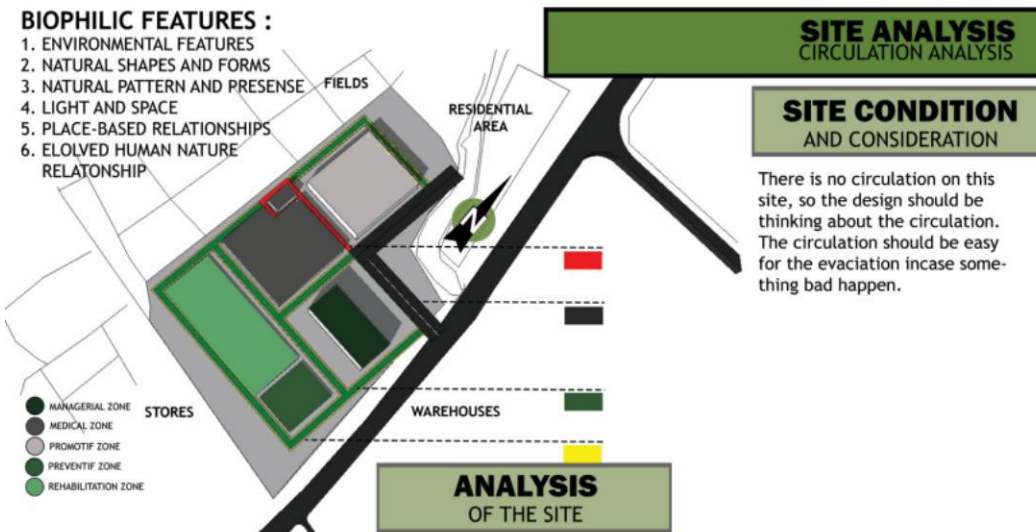 BIOPHILIC FEATURES :
1. ENVIRONMENTAL FEATURES
2. NATURAL SHAPES AND FORMS
3. NATURAL PATTERN AND PRESENSE
4. LIGHT AND SPACE
5. PLACE-BASED RELATIONSHIPS
6. ELOLVED HUMAN NATURE
RELATONSHIP
FIELDS
RESIDENTIAL
AREA
N
SITE ANALYSIS
CIRCULATION ANALYSIS
SITE CONDITION
AND CONSIDERATION
There is no circulation on this
site, so the design should be
thinking about the circulation.
The circulation should be easy
for the evaciation incase some-
thing bad happen.
MANAGERIAL ZONE
MEDICAL ZONE
PROMOTIF ZONE
PREVENTIF ZONE
REHABILITATION ZONE
STORES
WAREHOUSES
ANALYSIS
OF THE SITE